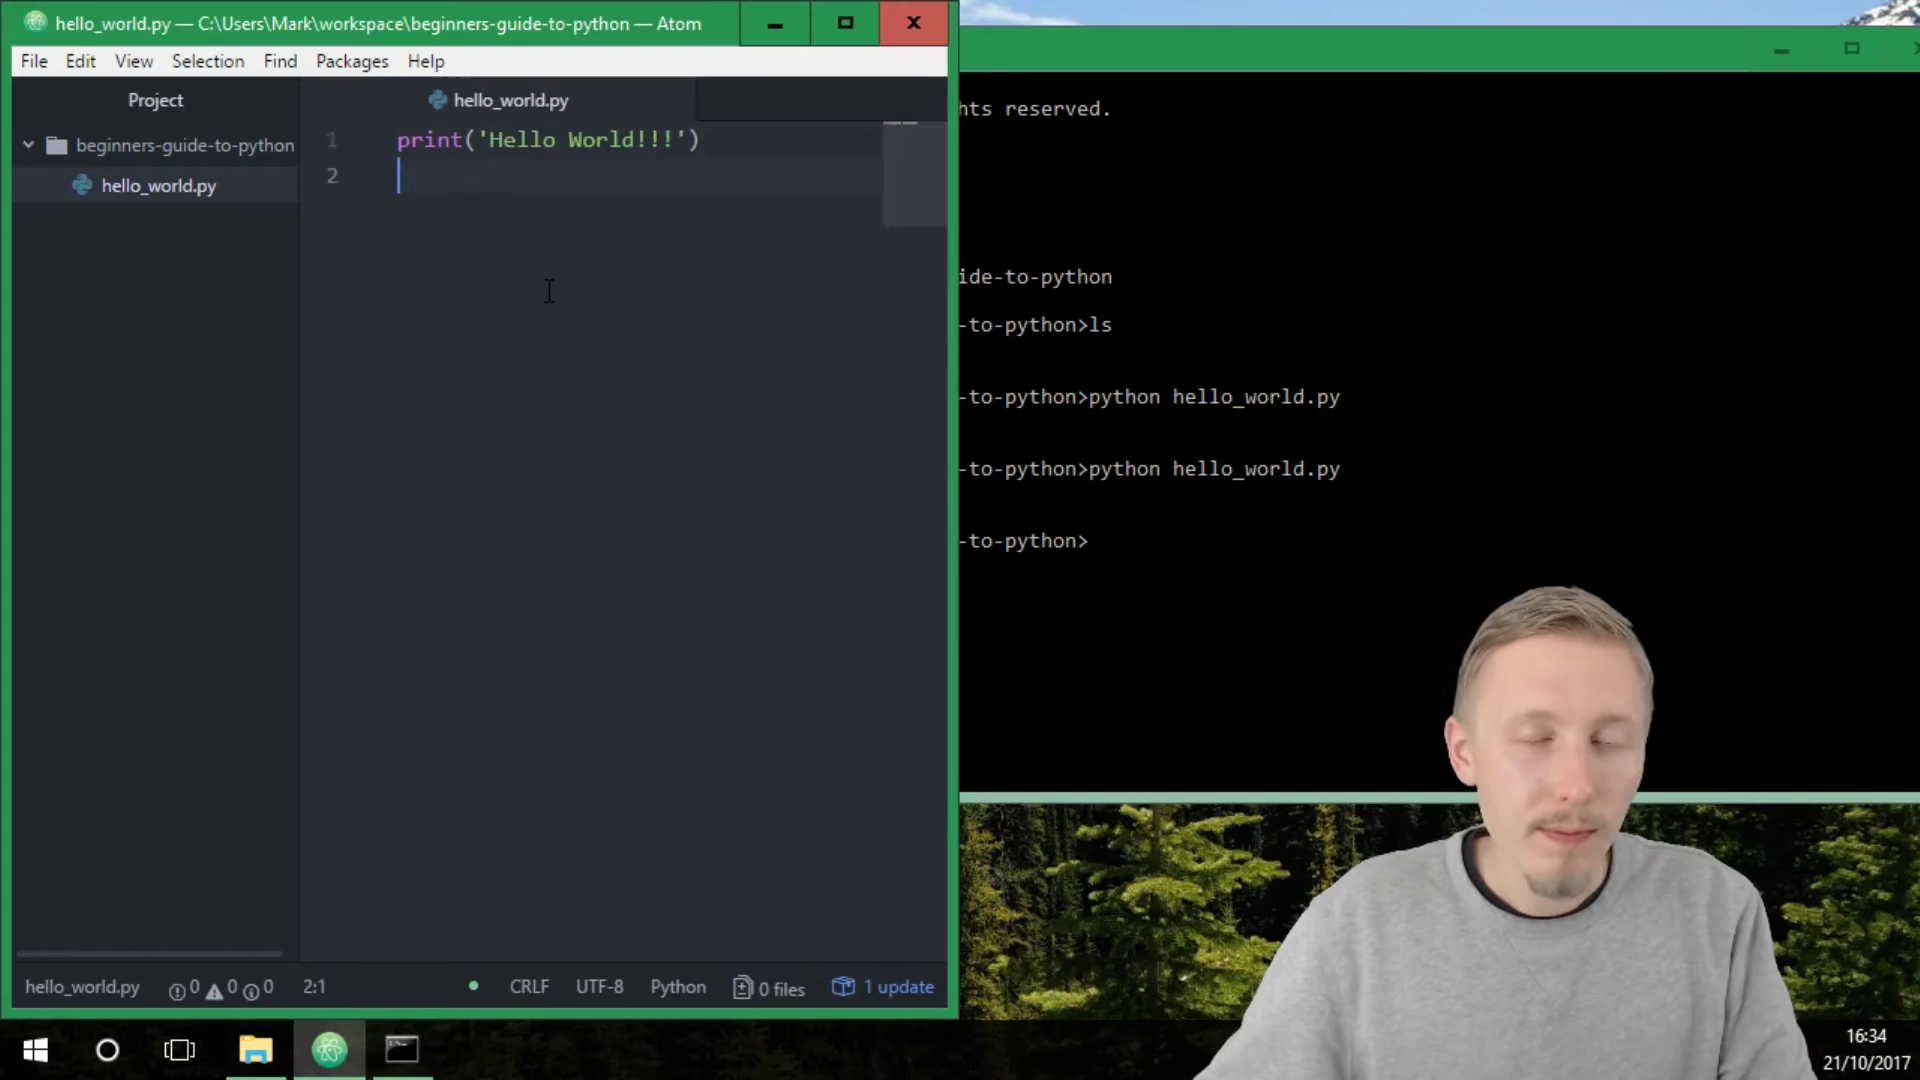 hello_world.py — C:\Users\Mark\workspace\beginners-guide-to-python — Atom
File Edit View Selection Find Packages Help
Project
beginners-guide-to-python
hello_world.py
hello_world.py
1 print('Hello World!!!')
2
hello_world.py 0 0 0 2:1 CRLF UTF-8 Python 0 files 1 update
hts reserved.
ide-to-python
-to-python>ls
-to-python>python hello_world.py
-to-python>python hello_world.py
-to-python>
16:34
21/10/2017